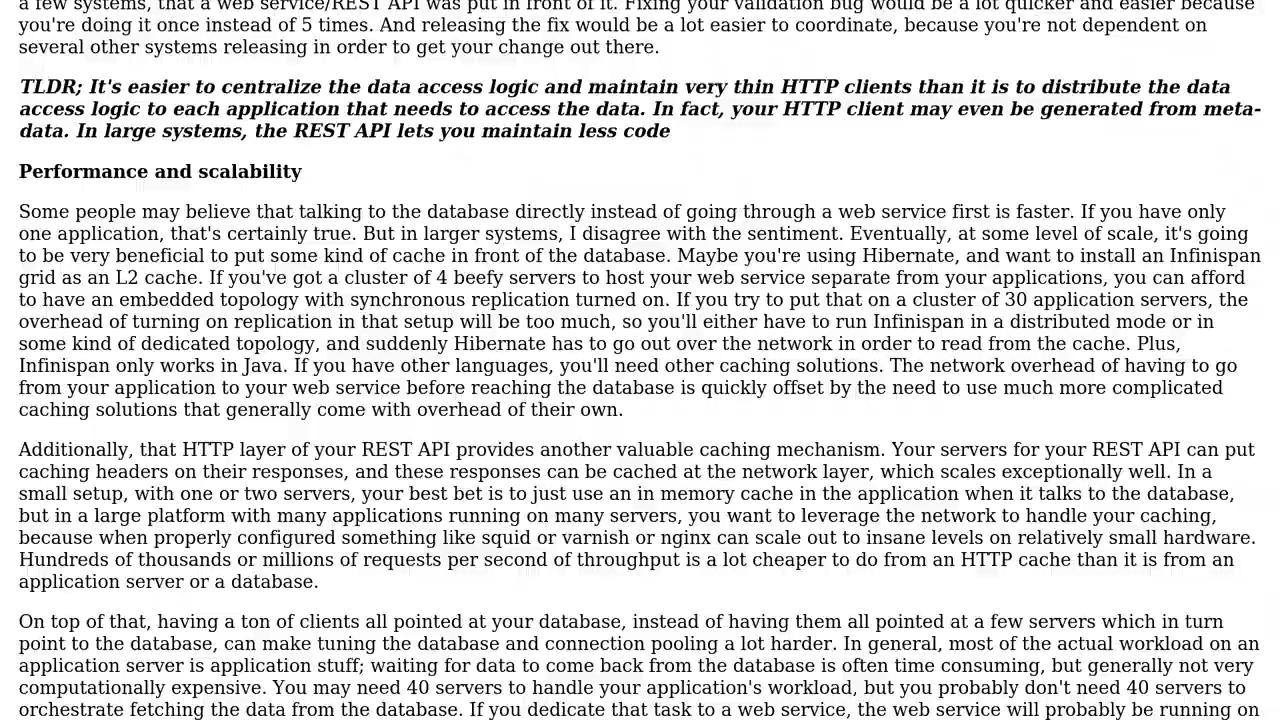 a few systems, that a web service/REST API was put in front of it. Fixing your validation bug would be a lot quicker and easier because
you're doing it once instead of 5 times. And releasing the fix would be a lot easier to coordinate, because you're not dependent on
several other systems releasing in order to get your change out there.
TLDR; It's easier to centralize the data access logic and maintain very thin HTTP clients than it is to distribute the data
access logic to each application that needs to access the data. In fact, your HTTP client may even be generated from meta-
data. In large systems, the REST API lets you maintain less code
Performance and scalability
Some people may believe that talking to the database directly instead of going through a web service first is faster. If you have only
one application, that's certainly true. But in larger systems, I disagree with the sentiment. Eventually, at some level of scale, it's going
to be very beneficial to put some kind of cache in front of the database. Maybe you're using Hibernate, and want to install an Infinispan
grid as an L2 cache. If you've got a cluster of 4 beefy servers to host your web service separate from your applications, you can afford
to have an embedded topology with synchronous replication turned on. If you try to put that on a cluster of 30 application servers, the
overhead of turning on replication in that setup will be too much, so you'll either have to run Infinispan in a distributed mode or in
some kind of dedicated topology, and suddenly Hibernate has to go out over the network in order to read from the cache. Plus,
Infinispan only works in Java. If you have other languages, you'll need other caching solutions. The network overhead of having to go
from your application to your web service before reaching the database is quickly offset by the need to use much more complicated
caching solutions that generally come with overhead of their own.
Additionally, that HTTP layer of your REST API provides another valuable caching mechanism. Your servers for your REST API can put
caching headers on their responses, and these responses can be cached at the network layer, which scales exceptionally well. In a
small setup, with one or two servers, your best bet is to just use an in memory cache in the application when it talks to the database,
but in a large platform with many applications running on many servers, you want to leverage the network to handle your caching,
because when properly configured something like squid or varnish or nginx can scale out to insane levels on relatively small hardware.
Hundreds of thousands or millions of requests per second of throughput is a lot cheaper to do from an HTTP cache than it is from an
application server or a database.
On top of that, having a ton of clients all pointed at your database, instead of having them all pointed at a few servers which in turn
point to the database, can make tuning the database and connection pooling a lot harder. In general, most of the actual workload on an
application server is application stuff; waiting for data to come back from the database is often time consuming, but generally not very
computationally expensive. You may need 40 servers to handle your application's workload, but you probably don't need 40 servers to
orchestrate fetching the data from the database. If you dedicate that task to a web service, the web service will probably be running on